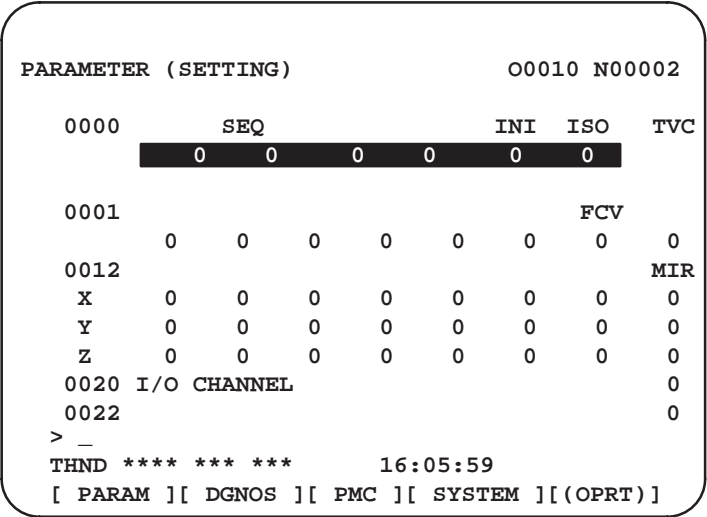 PARAMETER (SETTING) O0010 N00002
0000 SEQ INI ISO TVC
0 0 0 0 0 0
0001 FCV
0 0 0 0 0 0 0 0
0012 MIR
X 0 0 0 0 0 0 0 0
Y 0 0 0 0 0 0 0 0
Z 0 0 0 0 0 0 0 0
0020 I/O CHANNEL 0
0022 0
> _
THND **** *** *** 16:05:59
[ PARAM ][ DGNOS ][ PMC ][ SYSTEM ][(OPRT)]